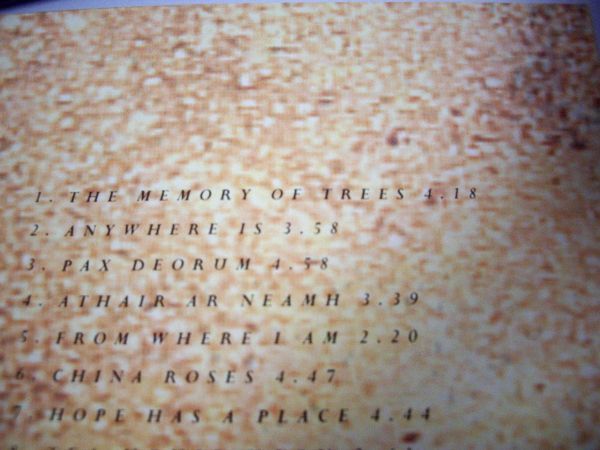 1. THE MEMORY OF TREES 4.18
2. ANYWHERE IS 3.58
3. PAX DEORUM 4.58
4. ATHAIR AR NEAMH 3.39
5. FROM WHERE I AM 2.20
6. CHINA ROSES 4.47
7. HOPE HAS A PLACE 4.44